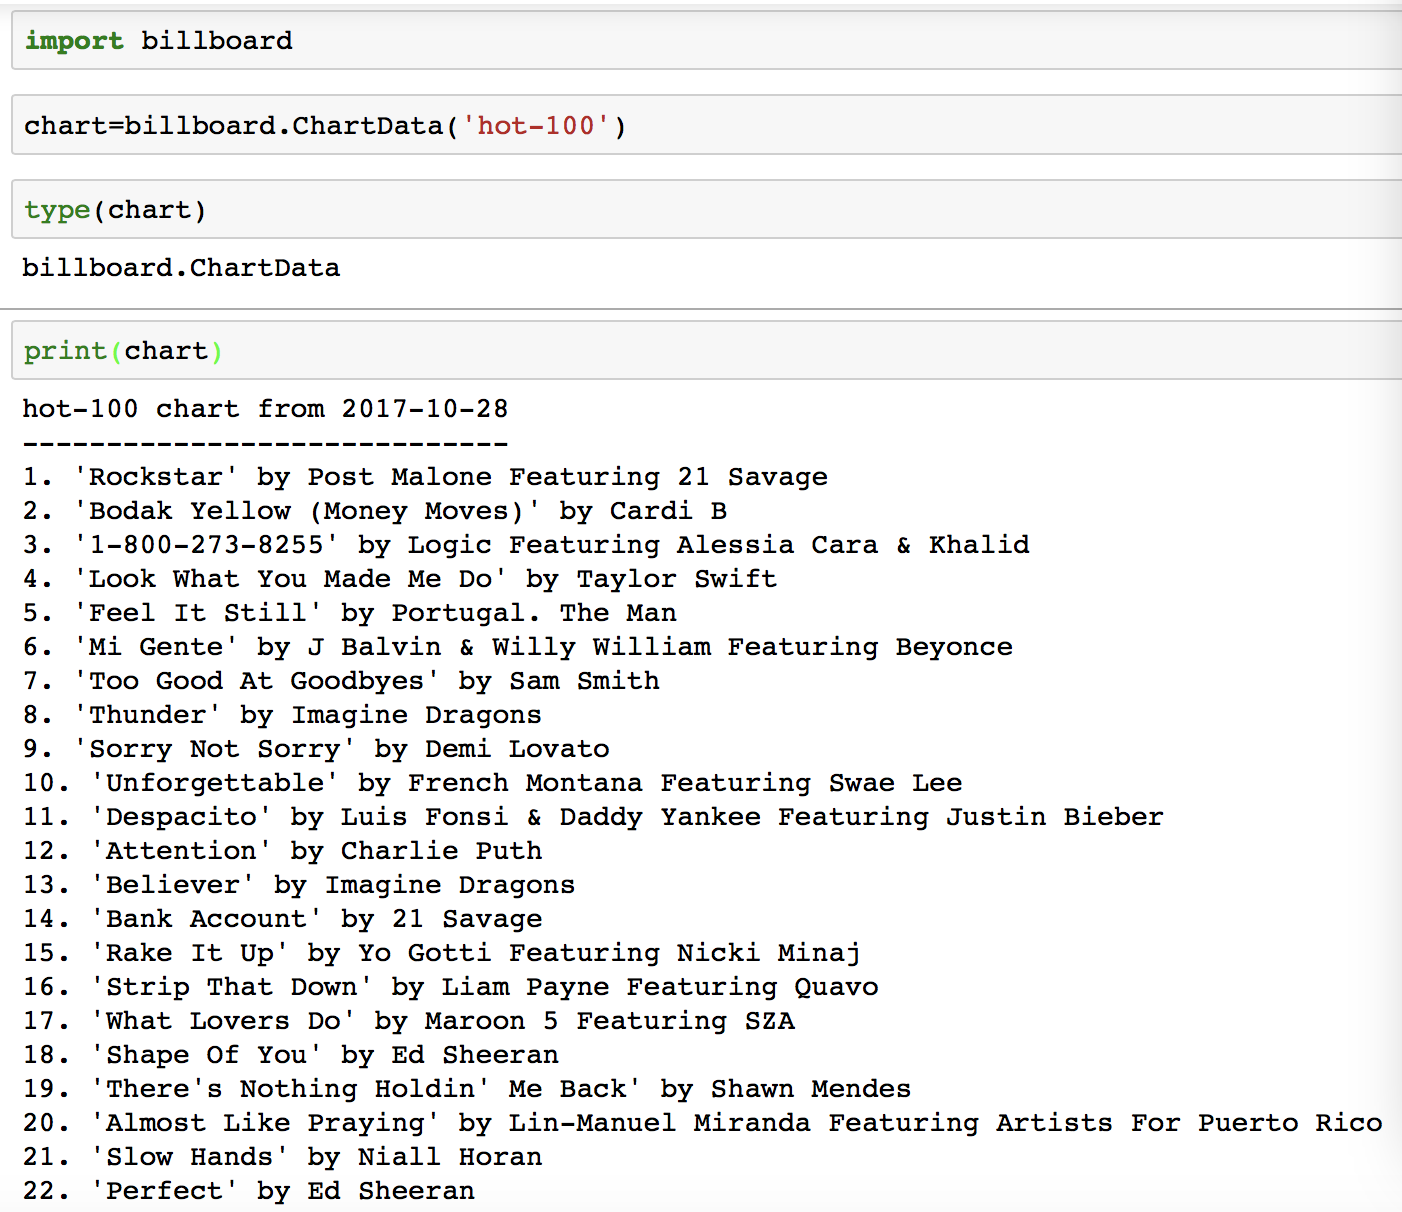 import billboard
chart=billboard.ChartData('hot-100')
type(chart)
billboard.ChartData
print(chart)
hot-100 chart from 2017-10-28
-----------------------------
1. 'Rockstar' by Post Malone Featuring 21 Savage
2. 'Bodak Yellow (Money Moves)' by Cardi B
3. '1-800-273-8255' by Logic Featuring Alessia Cara & Khalid
4. 'Look What You Made Me Do' by Taylor Swift
5. 'Feel It Still' by Portugal. The Man
6. 'Mi Gente' by J Balvin & Willy William Featuring Beyonce
7. 'Too Good At Goodbyes' by Sam Smith
8. 'Thunder' by Imagine Dragons
9. 'Sorry Not Sorry' by Demi Lovato
10. 'Unforgettable' by French Montana Featuring Swae Lee
11. 'Despacito' by Luis Fonsi & Daddy Yankee Featuring Justin Bieber
12. 'Attention' by Charlie Puth
13. 'Believer' by Imagine Dragons
14. 'Bank Account' by 21 Savage
15. 'Rake It Up' by Yo Gotti Featuring Nicki Minaj
16. 'Strip That Down' by Liam Payne Featuring Quavo
17. 'What Lovers Do' by Maroon 5 Featuring SZA
18. 'Shape Of You' by Ed Sheeran
19. 'There's Nothing Holdin' Me Back' by Shawn Mendes
20. 'Almost Like Praying' by Lin-Manuel Miranda Featuring Artists For Puerto Rico
21. 'Slow Hands' by Niall Horan
22. 'Perfect' by Ed Sheeran